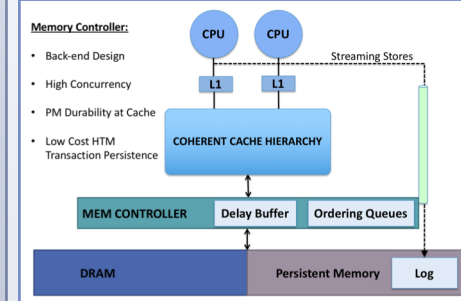 Memory Controller:
• Back-end Design
• High Concurrency
• PM Durability at Cache
• Low Cost HTM
Transaction Persistence
CPU
CPU
Streaming Stores
L1
L1
COHERENT CACHE HIERARCHY
MEM CONTROLLER
Delay Buffer
Ordering Queues
DRAM
Persistent Memory
Log